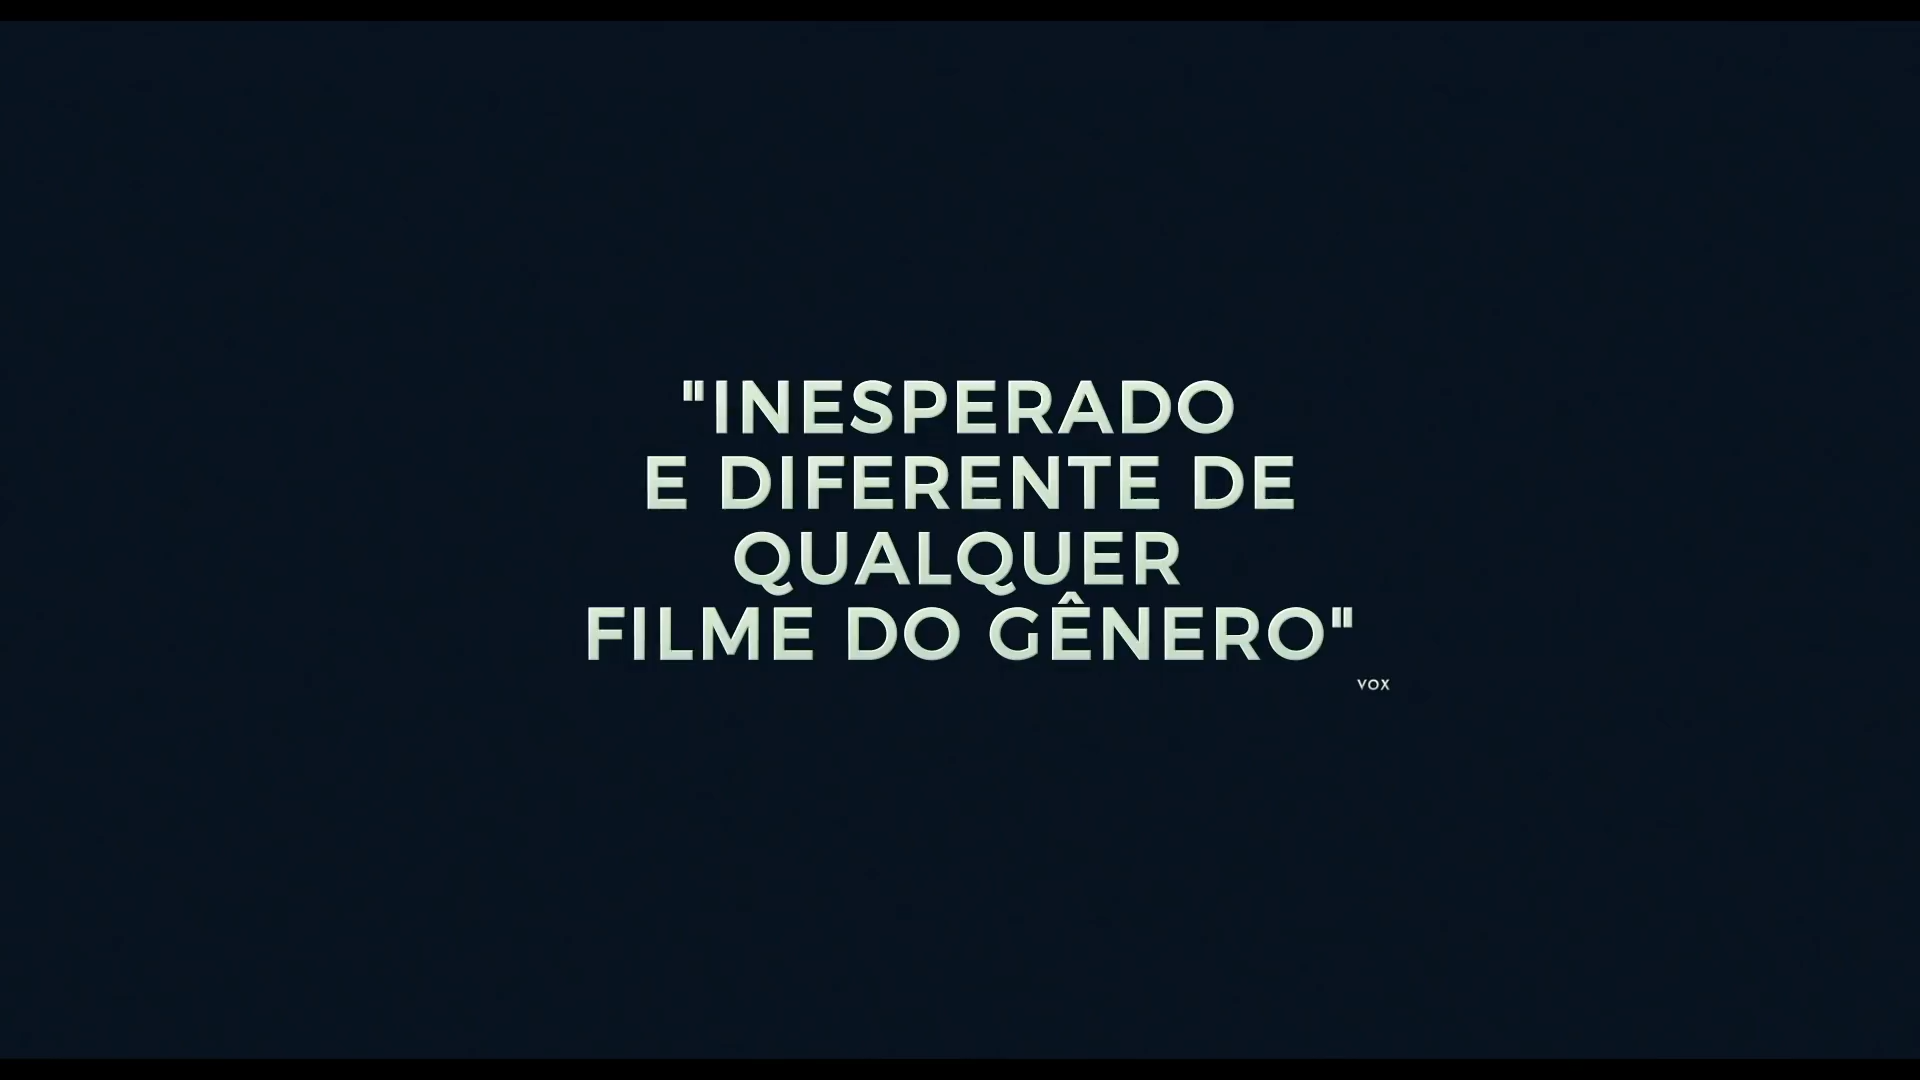 "INESPERADO
E DIFERENTE DE
QUALQUER
FILME DO GÊNERO"
VOX